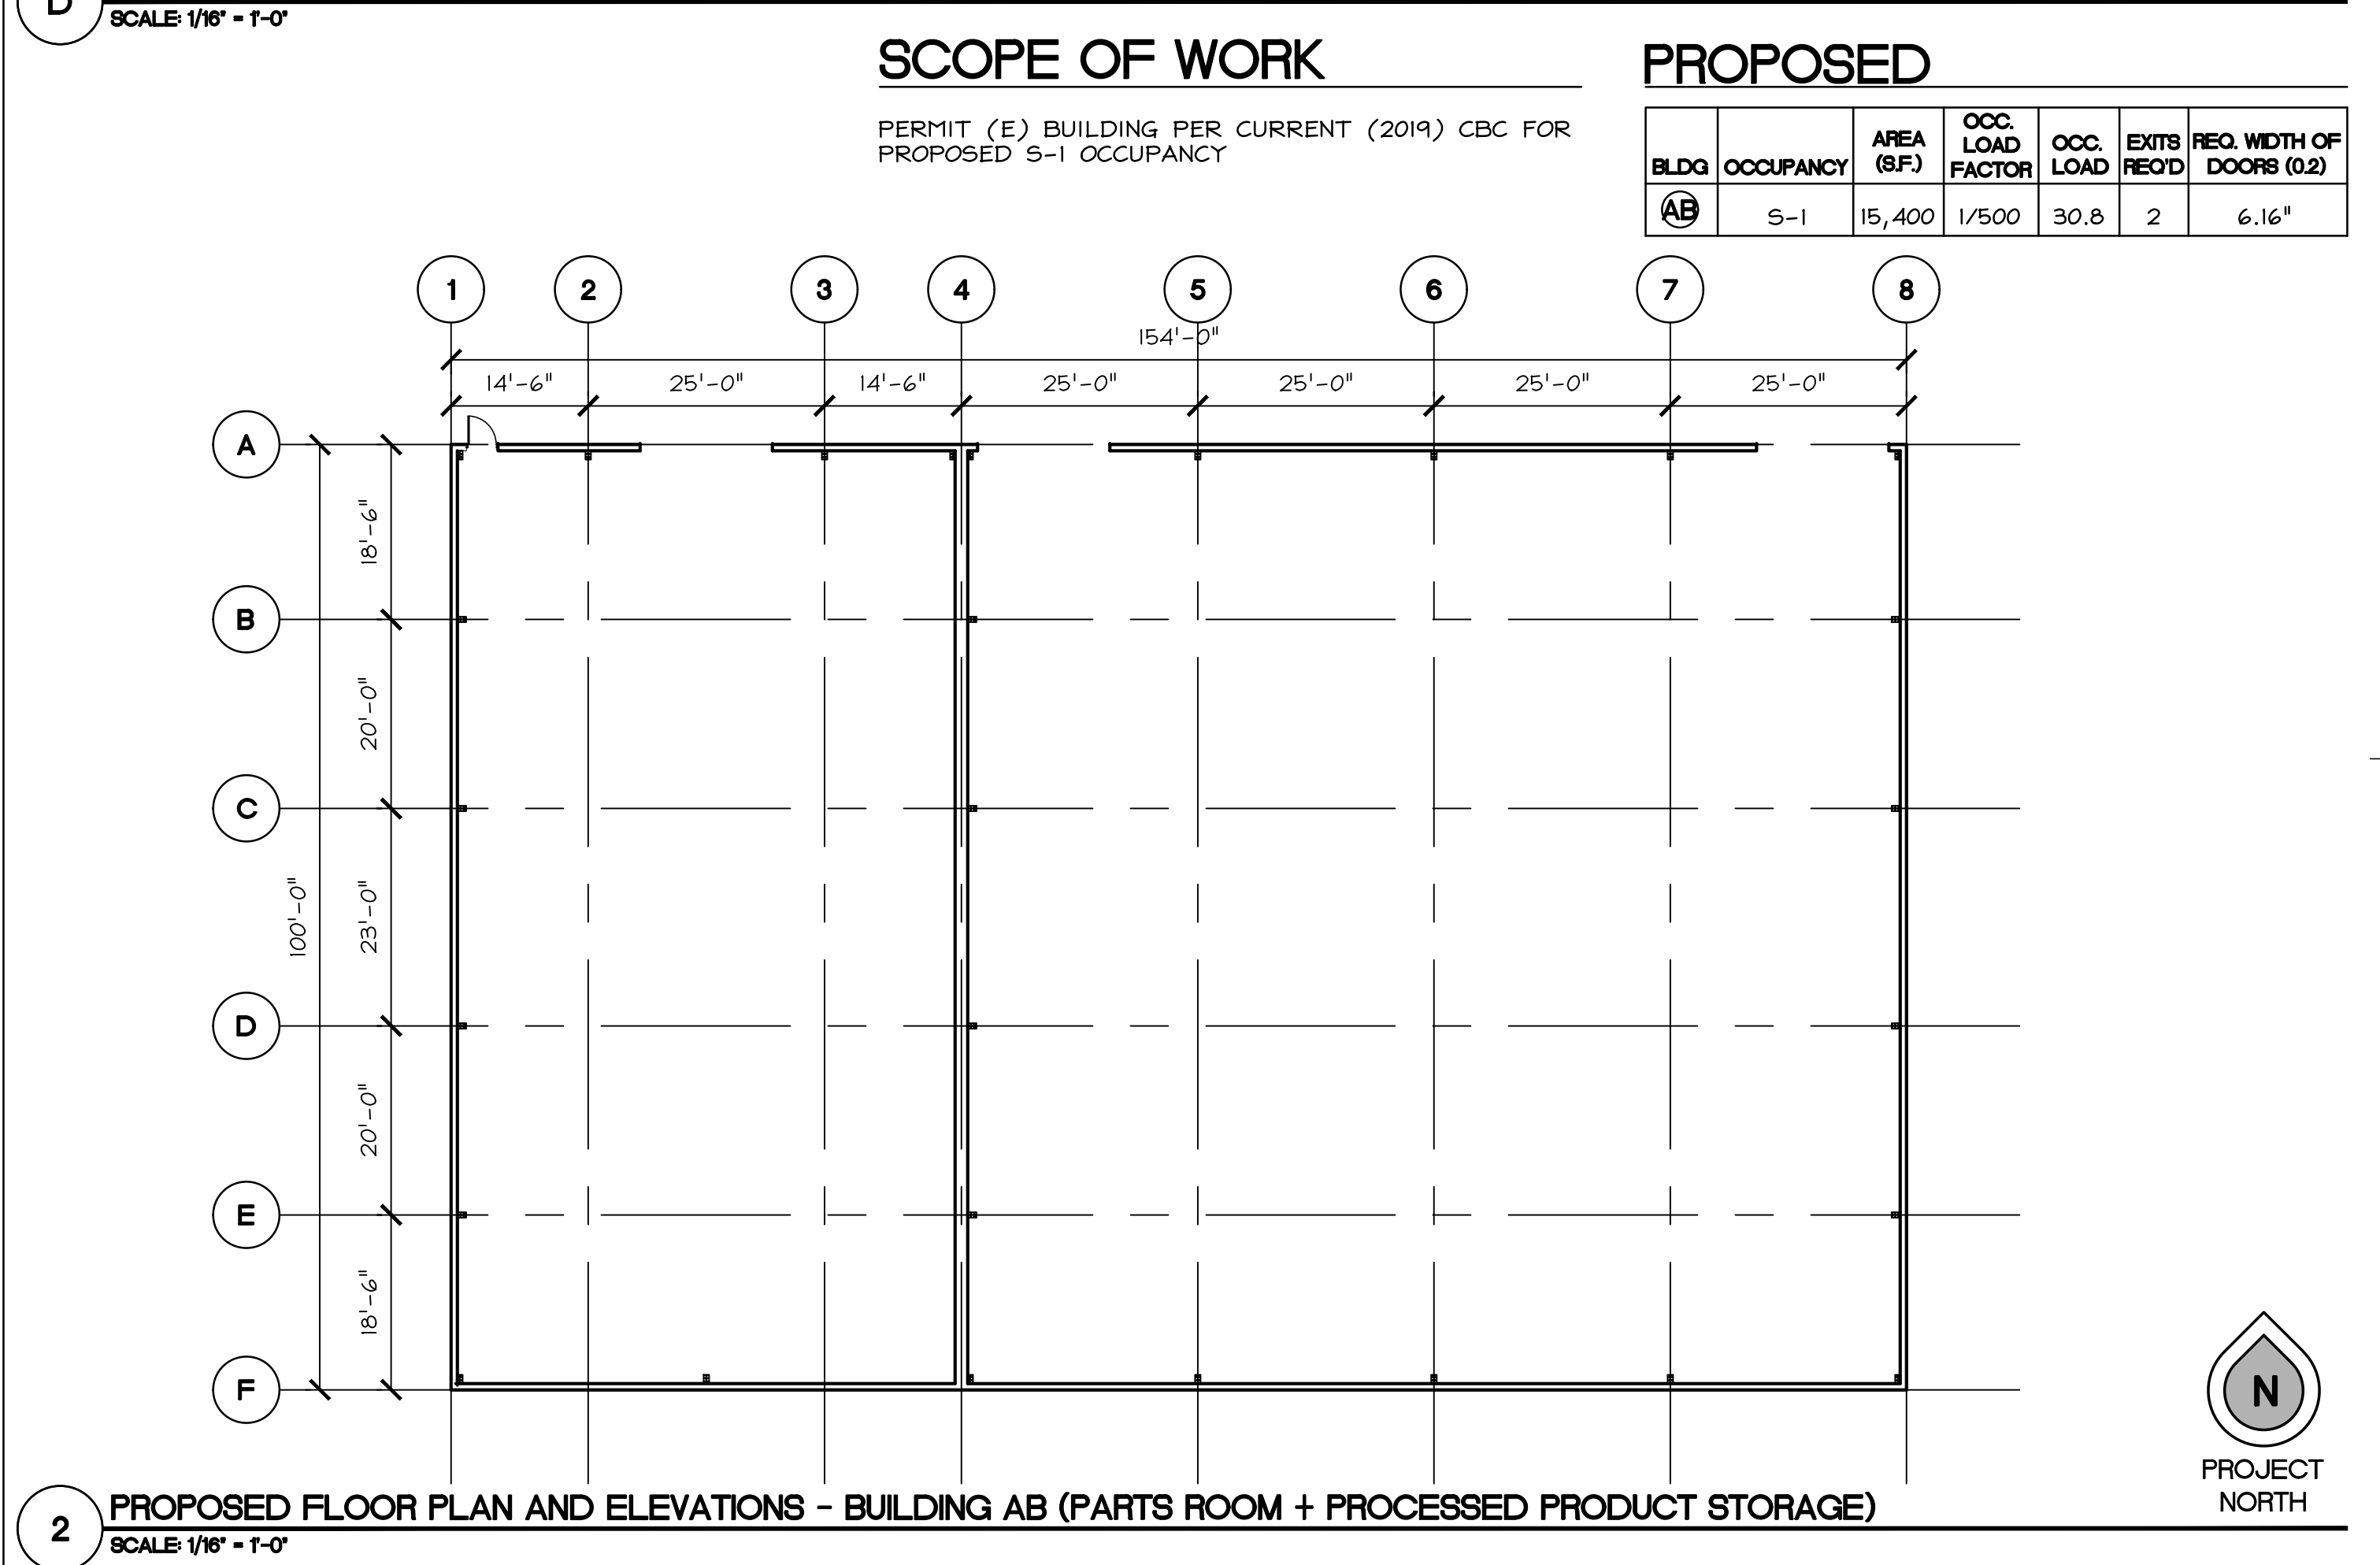 D
SCALE: 1/16" = 1'-0"
SCOPE OF WORK
PERMIT (E) BUILDING PER CURRENT (2019) CBC FOR
PROPOSED S-1 OCCUPANCY
PROPOSED
BLDG OCCUPANCY AREA (S.F.) OCC. LOAD FACTOR OCC. LOAD EXITS REQ'D REQ. WIDTH OF DOORS (0.2)
AB S-1 15,400 1/500 30.8 2 6.16"
1 2 3 4 5 6 7 8
154'-0"
14'-6" 25'-0" 14'-6" 25'-0" 25'-0" 25'-0" 25'-0"
A
18'-6"
B
20'-0"
C
100'-0"
23'-0"
D
20'-0"
E
18'-6"
F
N
PROJECT
NORTH
2
PROPOSED FLOOR PLAN AND ELEVATIONS - BUILDING AB (PARTS ROOM + PROCESSED PRODUCT STORAGE)
SCALE: 1/16" = 1'-0"